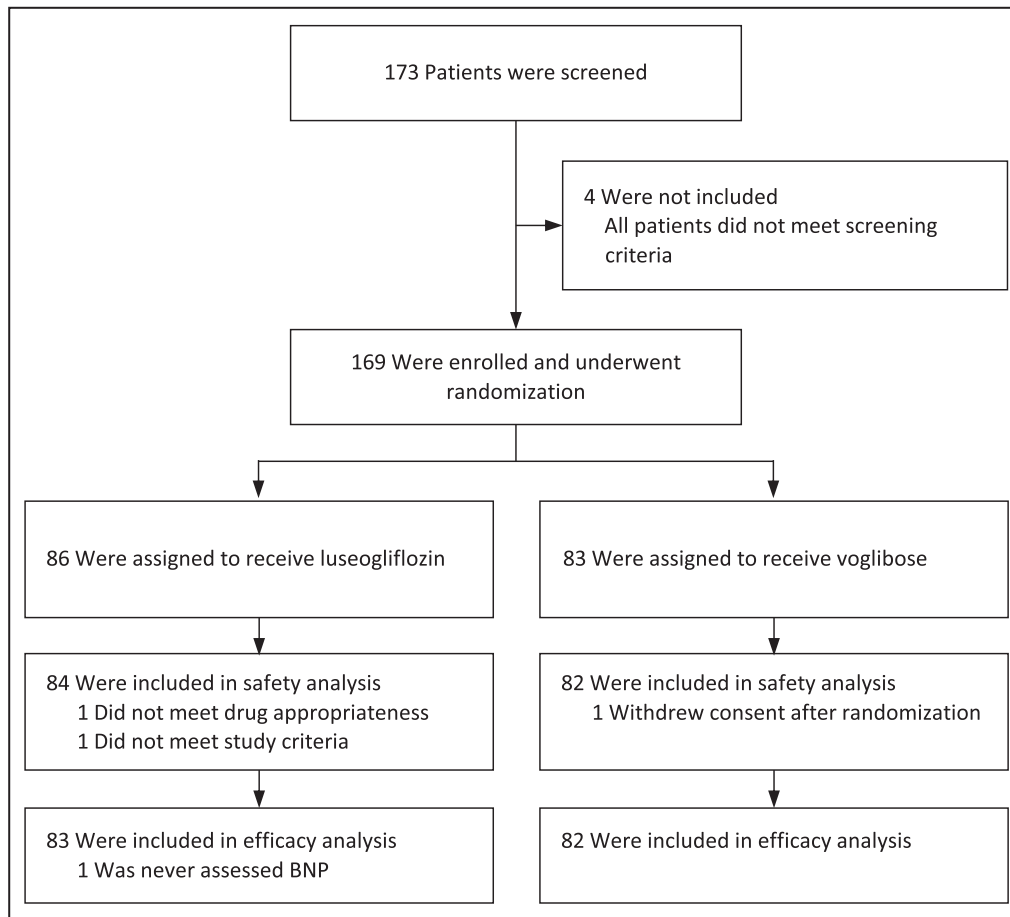 173 Patients were screened
4 Were not included
All patients did not meet screening
criteria
169 Were enrolled and underwent
randomization
86 Were assigned to receive luseogliflozin
83 Were assigned to receive voglibose
84 Were included in safety analysis
1 Did not meet drug appropriateness
1 Did not meet study criteria
82 Were included in safety analysis
1 Withdrew consent after randomization
83 Were included in efficacy analysis
1 Was never assessed BNP
82 Were included in efficacy analysis